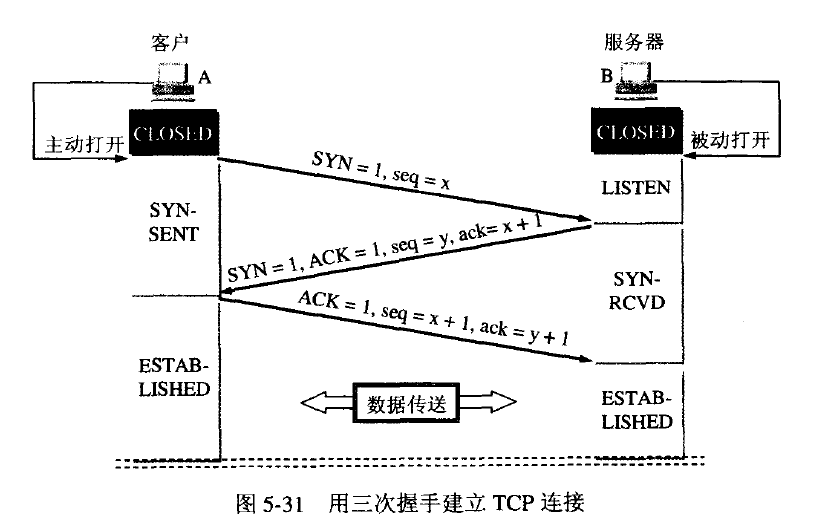 客户
服务器
A
B
CLOSED
CLOSED
主动打开
被动打开
SYN = 1, seq = x
LISTEN
SYN-
SENT
SYN = 1, ACK = 1, seq = y, ack= x + 1
SYN-
RCVD
ACK = 1, seq = x + 1, ack = y + 1
ESTAB-
LISHED
数据传送
ESTAB-
LISHED
图 5-31 用三次握手建立 TCP 连接